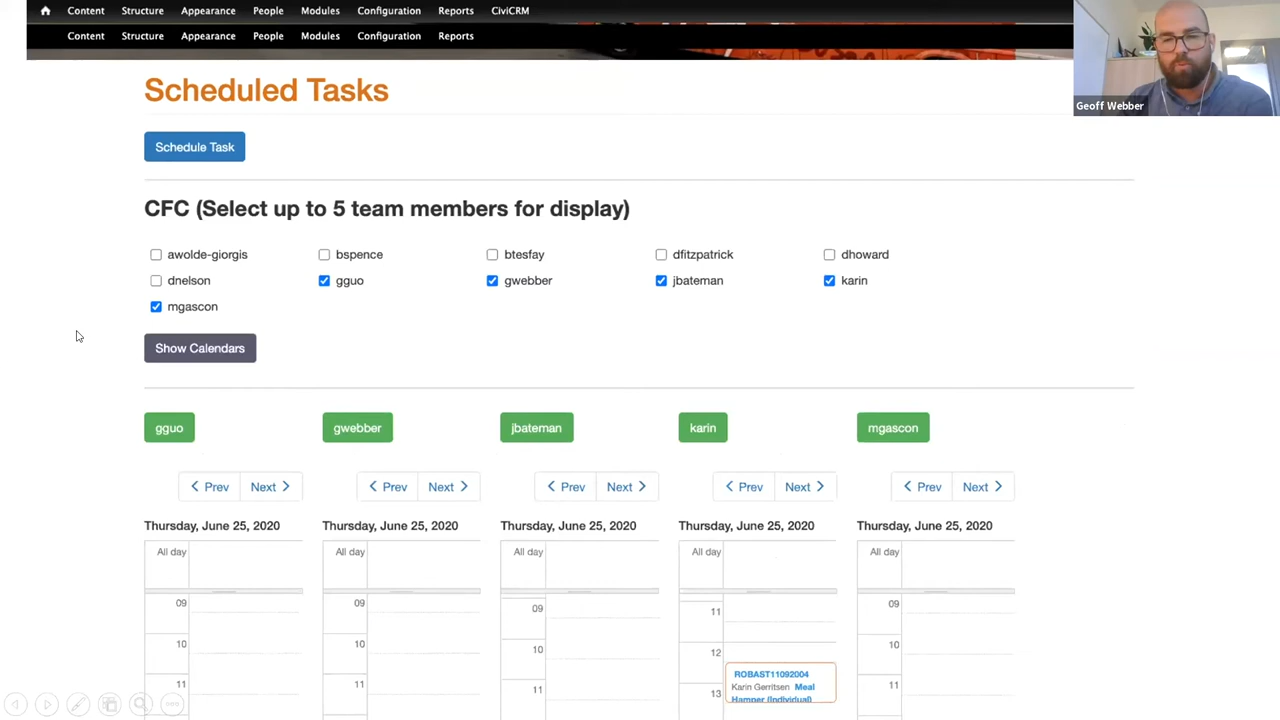 Content Structure Appearance People Modules Configuration Reports CiviCRM
Content Structure Appearance People Modules Configuration Reports
Geoff Webber
Scheduled Tasks
Schedule Task
CFC (Select up to 5 team members for display)
awolde-giorgis bspence btesfay dfitzpatrick dhoward
dnelson gguo gwebber jbateman karin
mgascon
Show Calendars
gguo gwebber jbateman karin mgascon
Prev Next Prev Next Prev Next Prev Next Prev Next
Thursday, June 25, 2020 Thursday, June 25, 2020 Thursday, June 25, 2020 Thursday, June 25, 2020 Thursday, June 25, 2020
All day All day All day All day All day
09 09 09 11 09
10 10 10 12 10
11 11 11 13 11
ROBAST11092004
Karin Gerritsen Meal
Hamper (Individual)